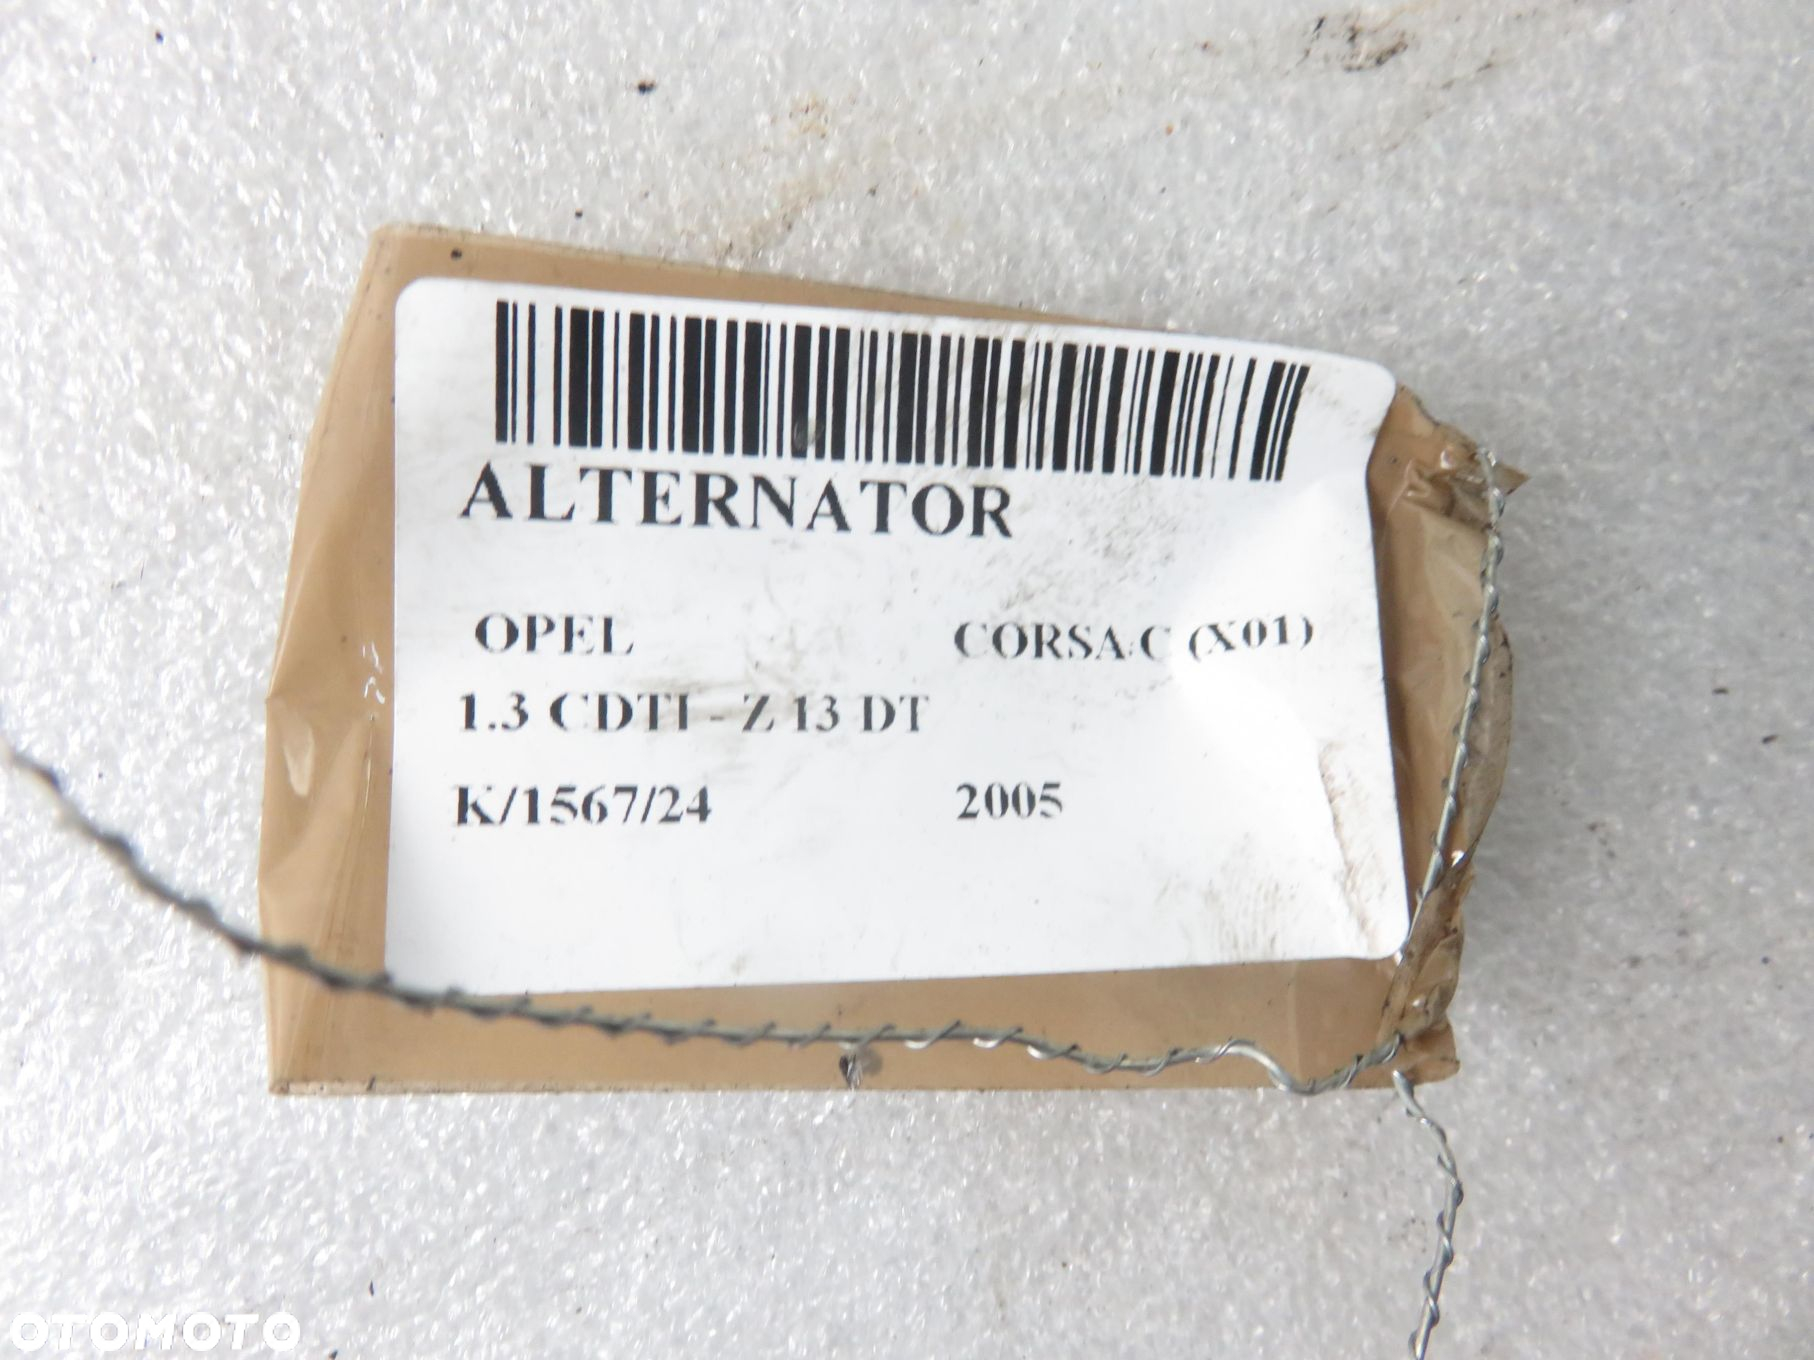 ALTERNATOR
OPEL CORSA C (X01)
1.3 CDTI - Z 13 DT
K/1567/24 2005
OTOMOTO